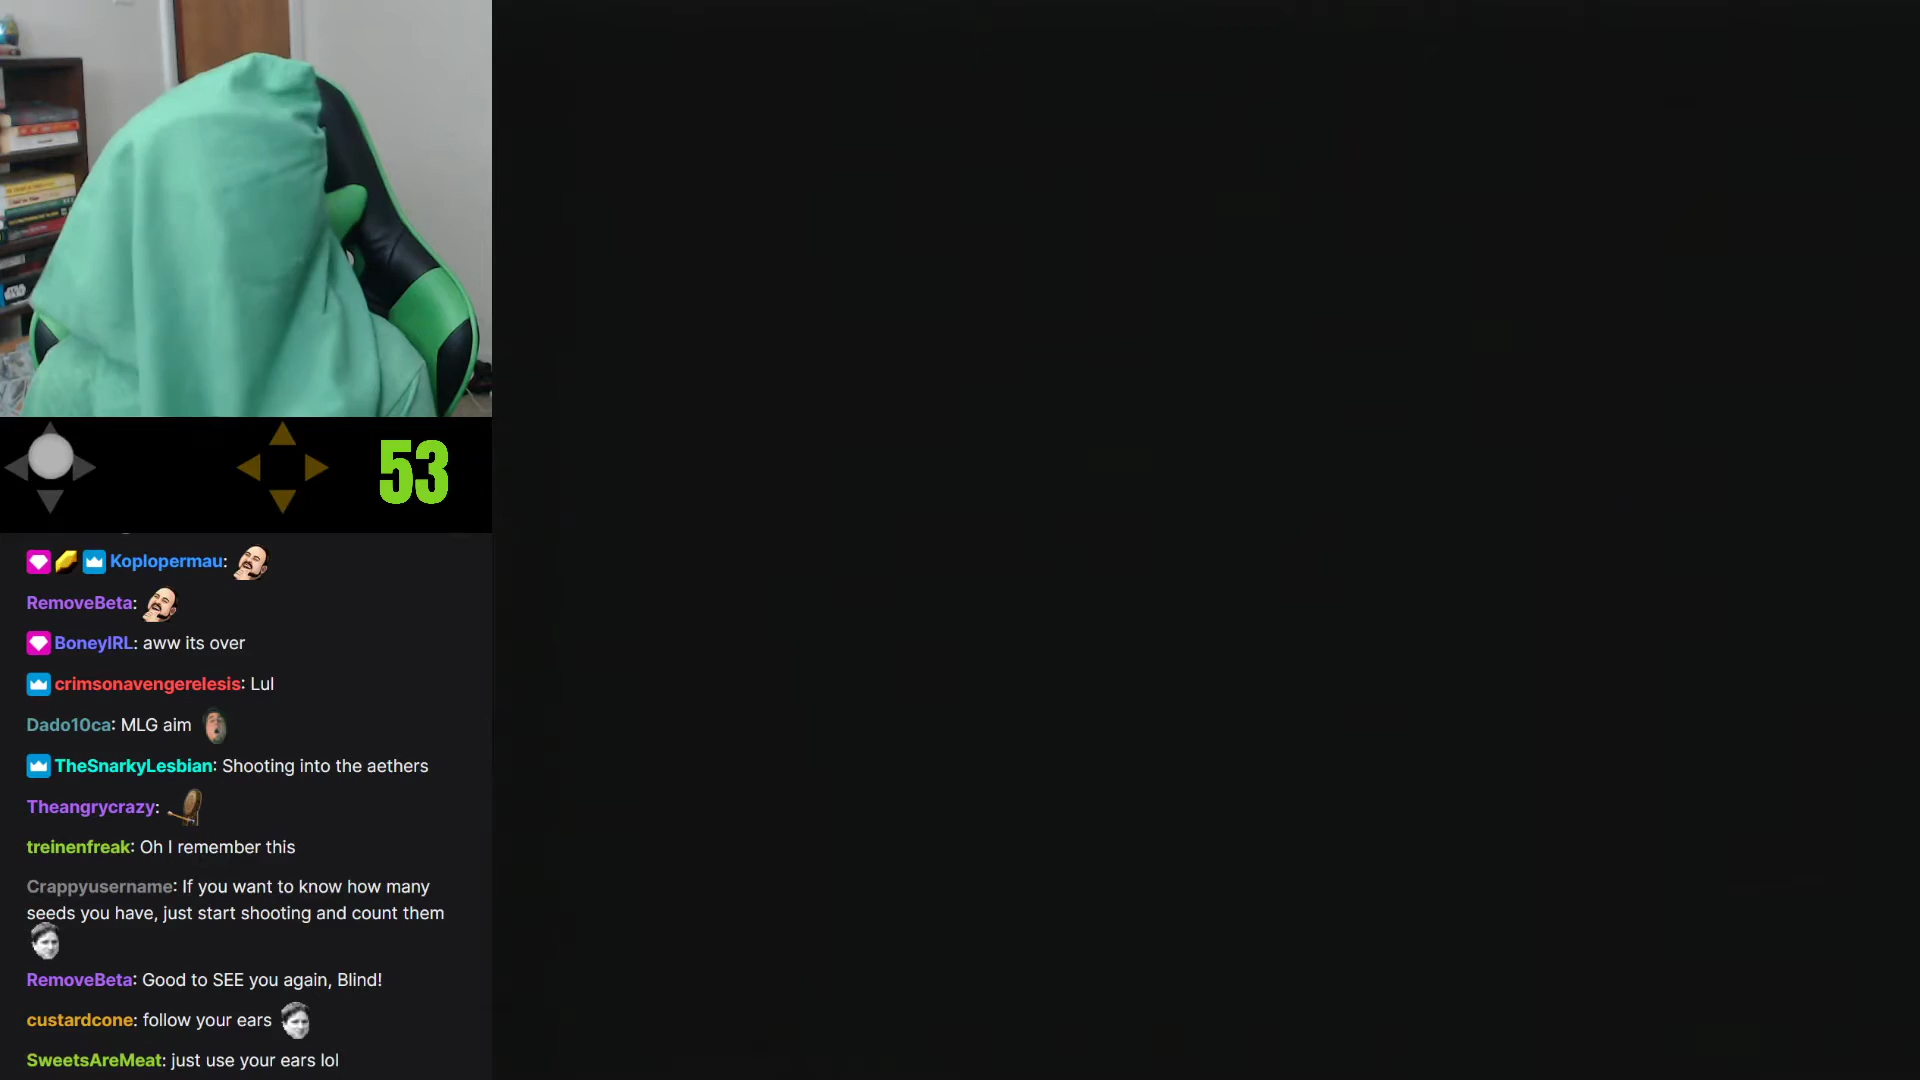 53
Koplopermau:
RemoveBeta:
BoneyIRL: aww its over
crimsonavengerelesis: Lul
Dado10ca: MLG aim
TheSnarkyLesbian: Shooting into the aethers
Theangrycrazy:
treinenfreak: Oh I remember this
Crappyusername: If you want to know how many
seeds you have, just start shooting and count them
RemoveBeta: Good to SEE you again, Blind!
custardcone: follow your ears
SweetsAreMeat: just use your ears lol